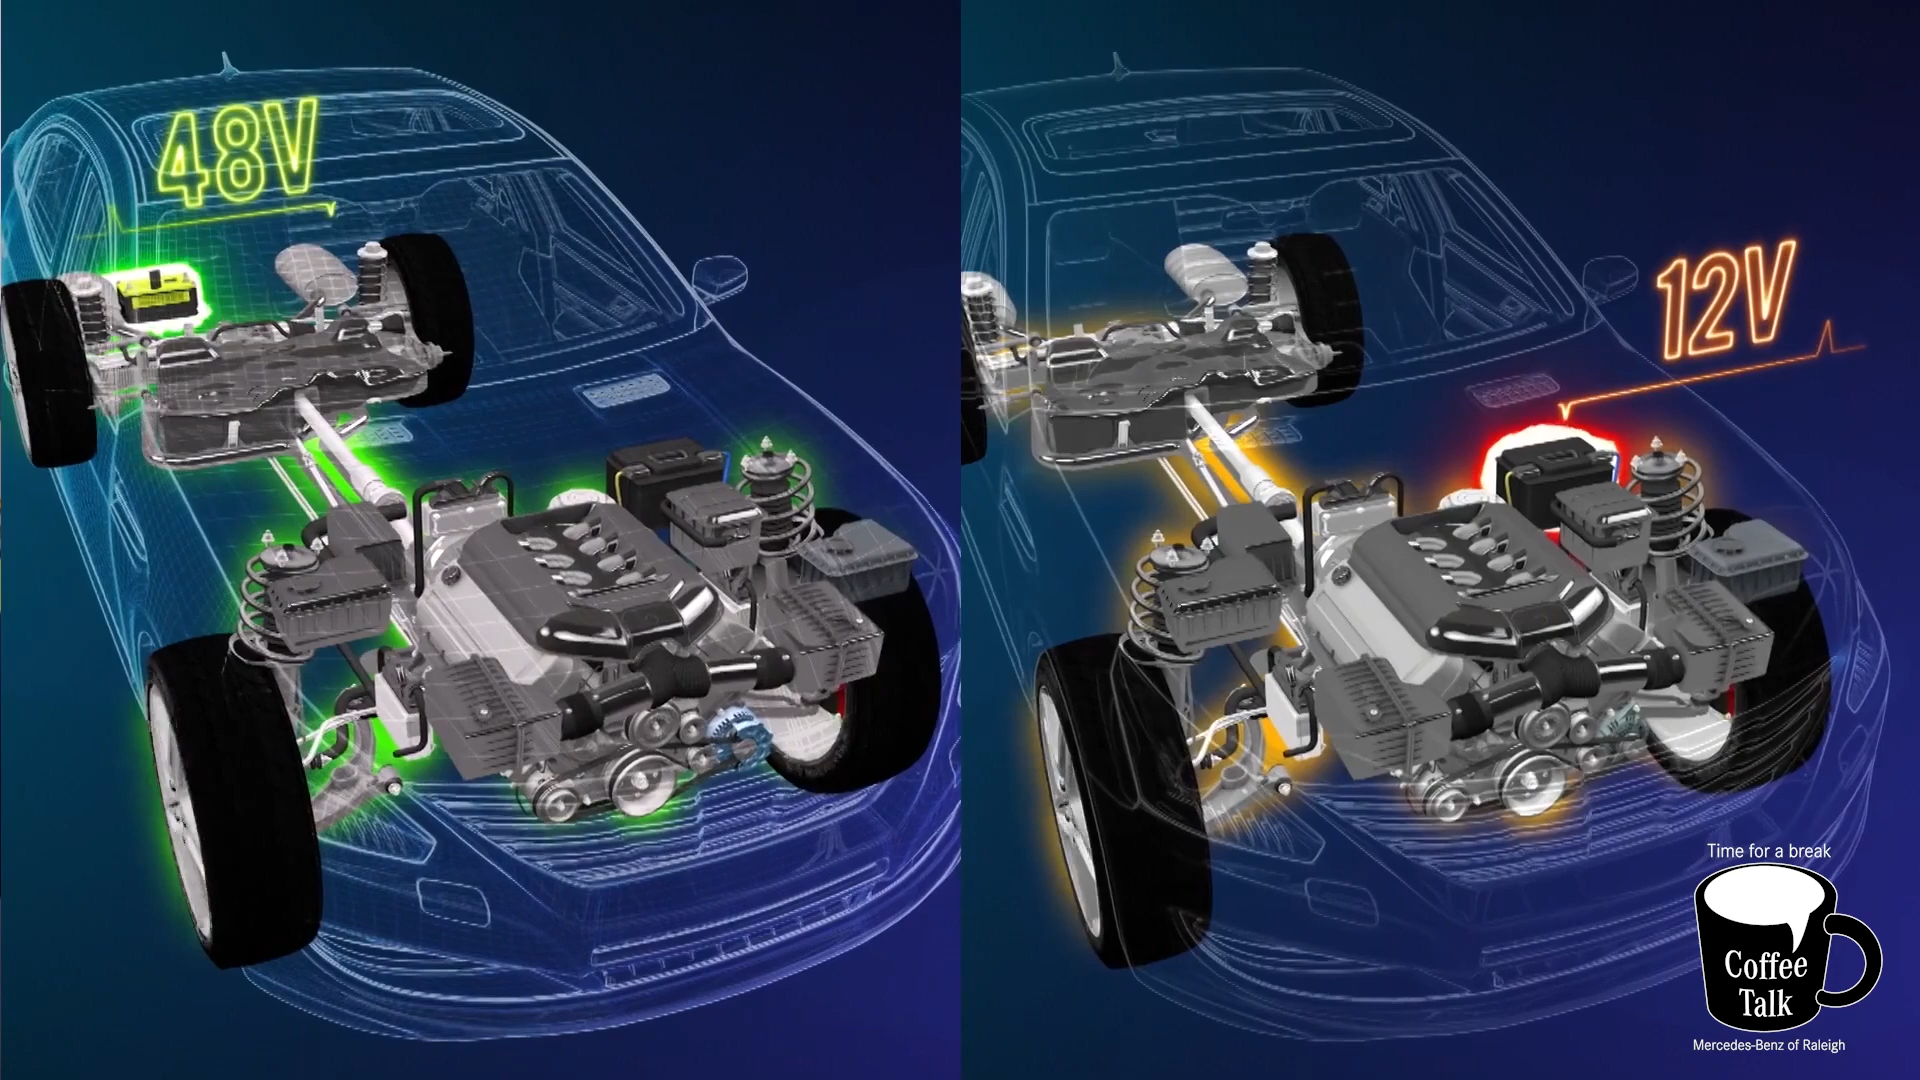 48V
12V
Time for a break
Coffee
Talk
Mercedes-Benz of Raleigh